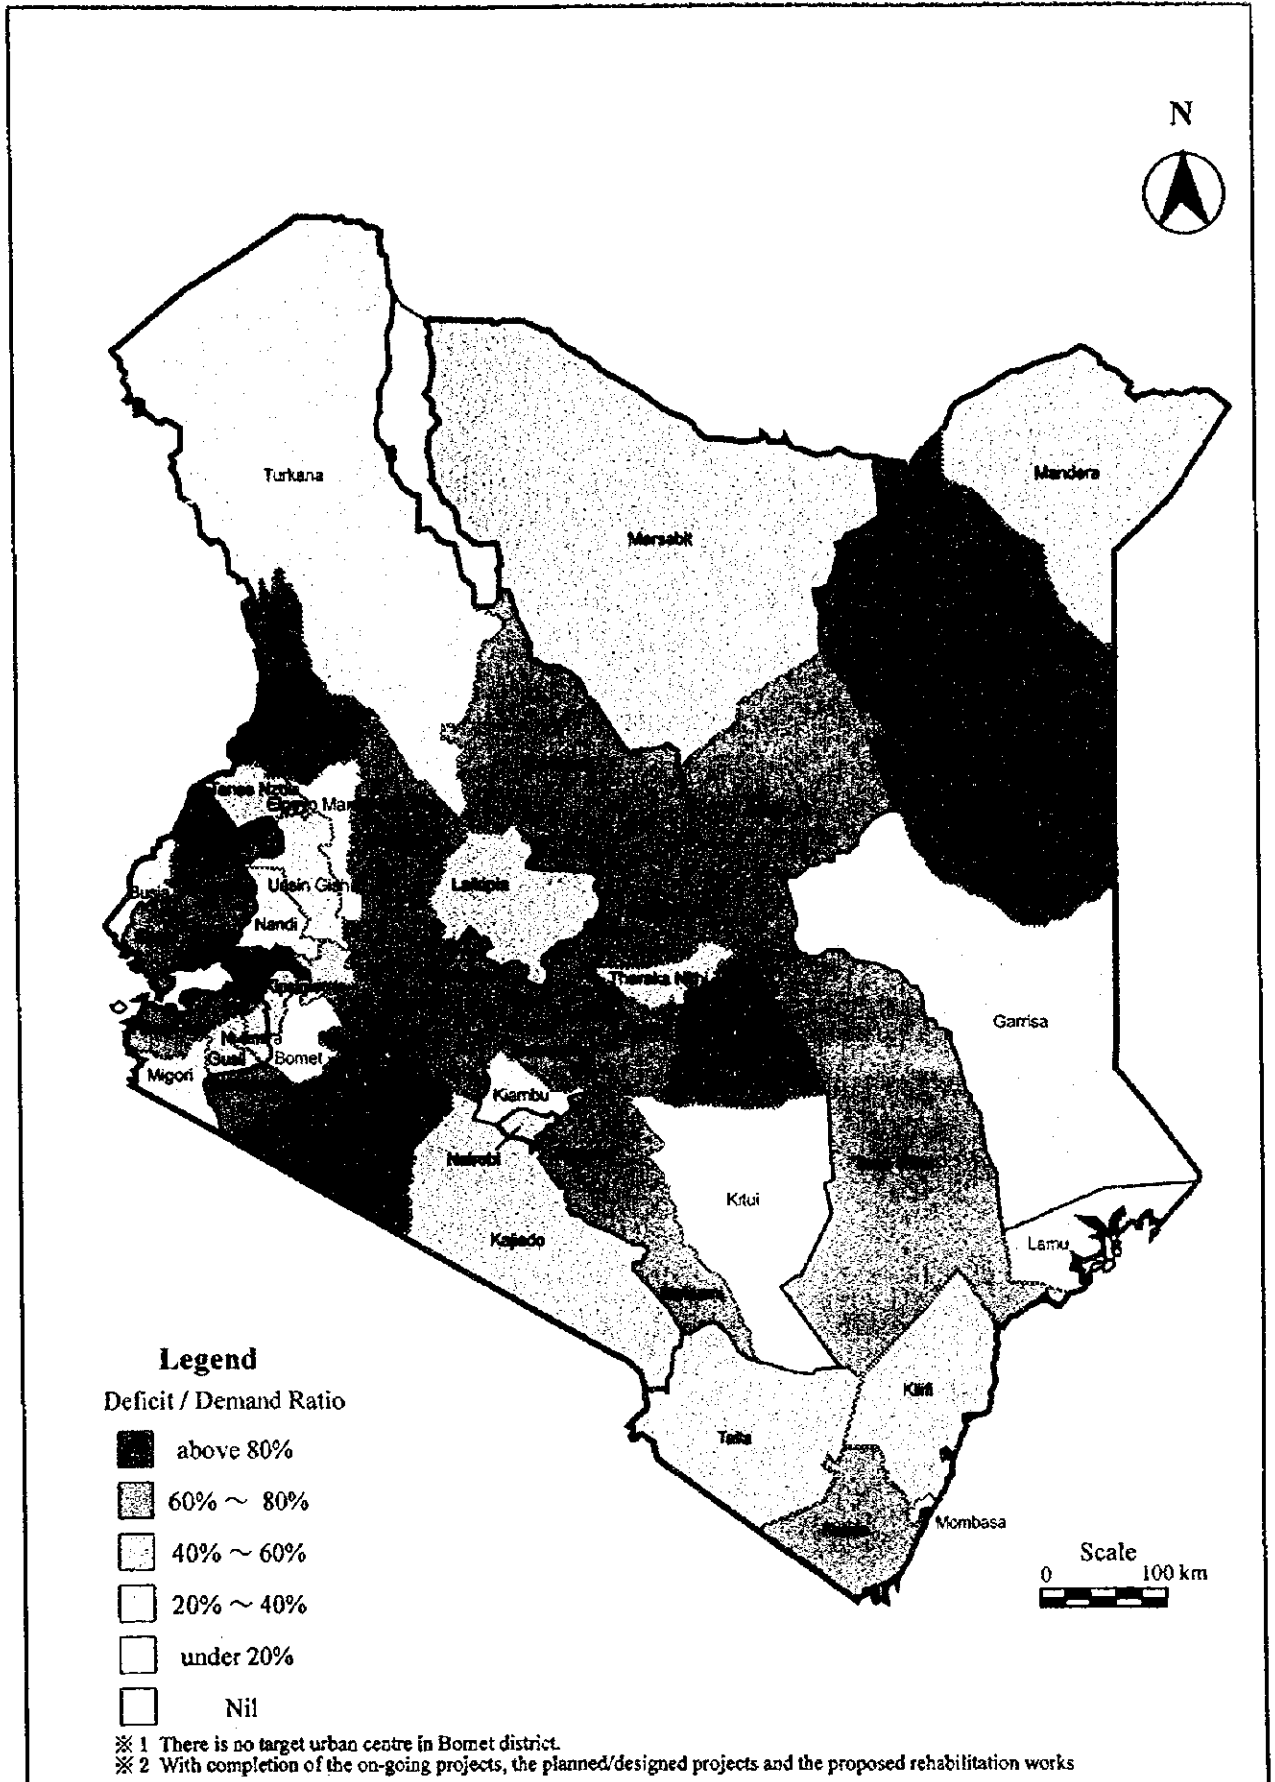 N
Turkana
Mandera
Marsabit
Busia
Uasin Gishu
Laikipia
Nandi
Tharaka Nithi
Garrisa
Nyamira
Gusii
Bomet
Migori
Kiambu
Nairobi
Kitui
Kajiado
Lamu
Legend
Deficit / Demand Ratio
above 80%
60% ～ 80%
40% ～ 60%
20% ～ 40%
under 20%
Nil
Kilifi
Taita
Mombasa
Scale
0 100 km
※ 1 There is no target urban centre in Bomet district.
※ 2 With completion of the on-going projects, the planned/designed projects and the proposed rehabilitation works